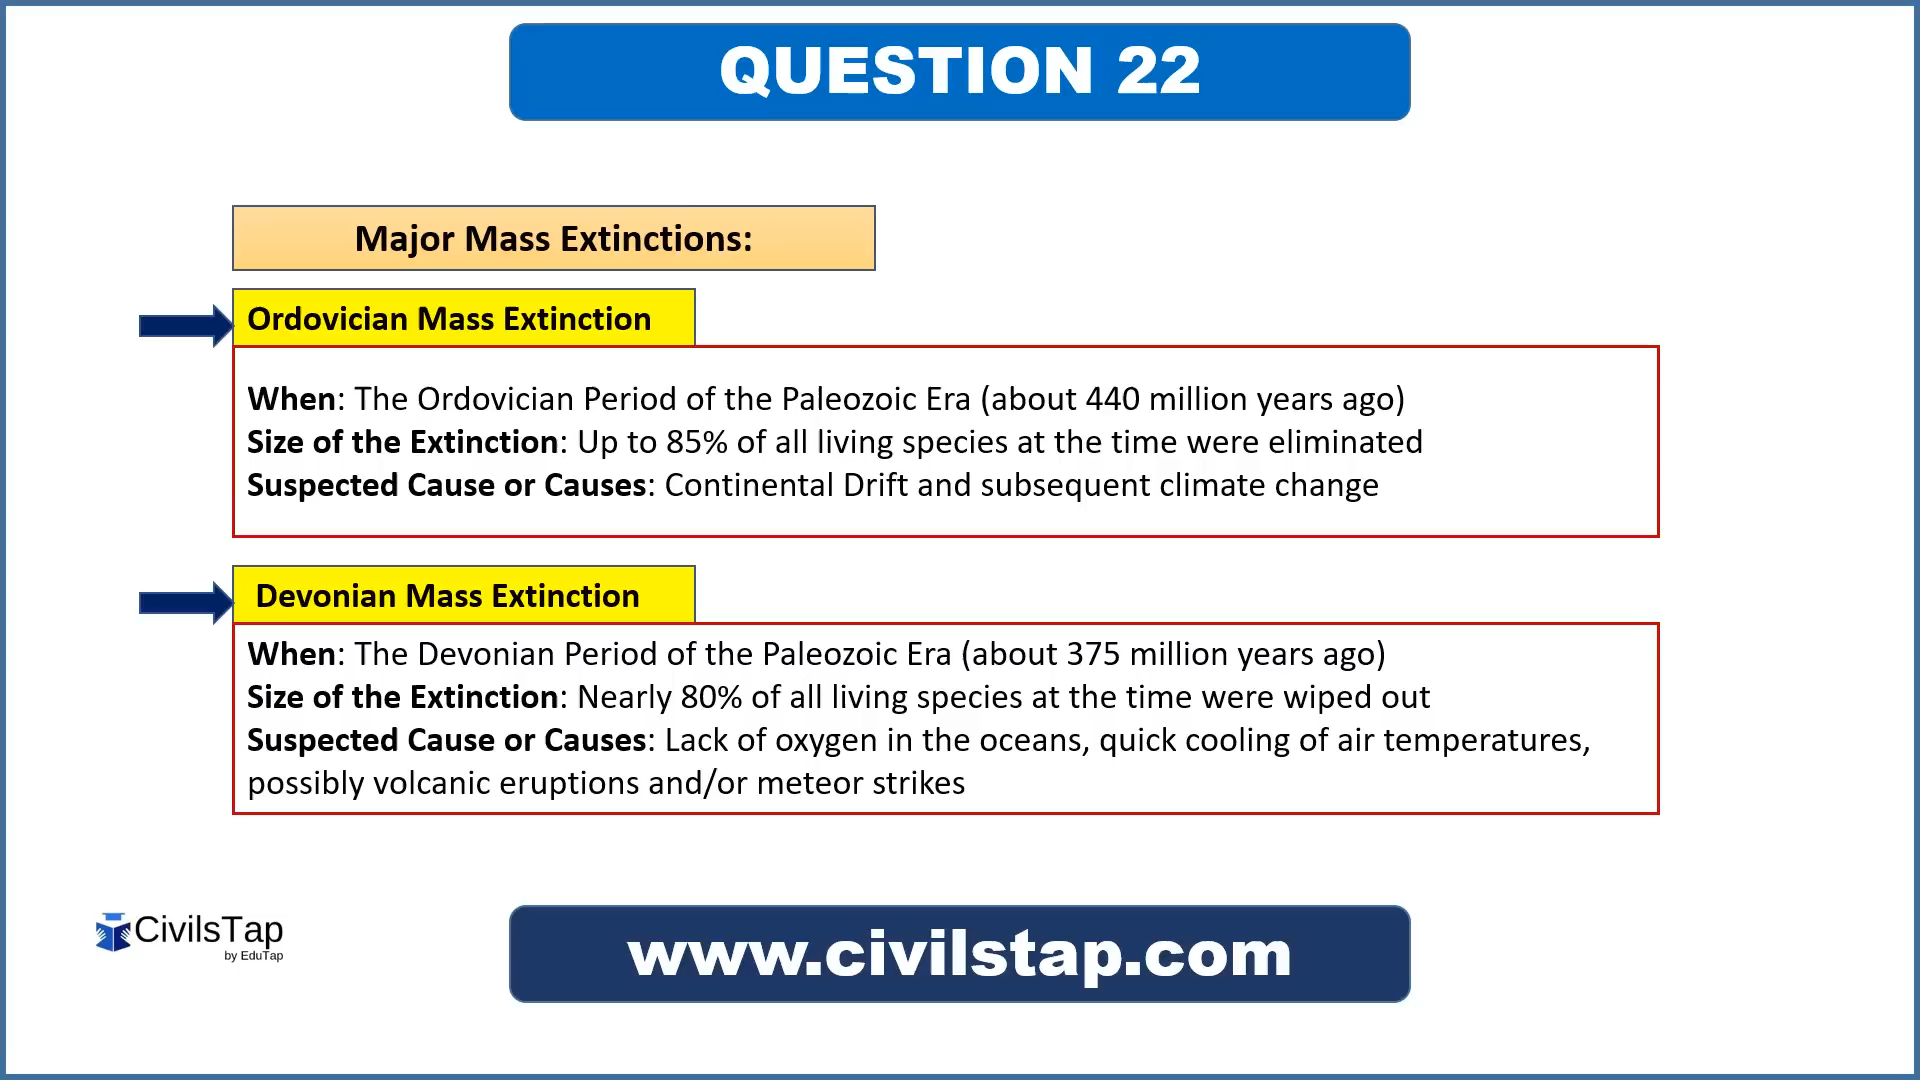 QUESTION 22
Major Mass Extinctions:
Ordovician Mass Extinction
When: The Ordovician Period of the Paleozoic Era (about 440 million years ago)
Size of the Extinction: Up to 85% of all living species at the time were eliminated
Suspected Cause or Causes: Continental Drift and subsequent climate change
Devonian Mass Extinction
When: The Devonian Period of the Paleozoic Era (about 375 million years ago)
Size of the Extinction: Nearly 80% of all living species at the time were wiped out
Suspected Cause or Causes: Lack of oxygen in the oceans, quick cooling of air temperatures,
possibly volcanic eruptions and/or meteor strikes
CivilsTap
by EduTap
www.civilstap.com